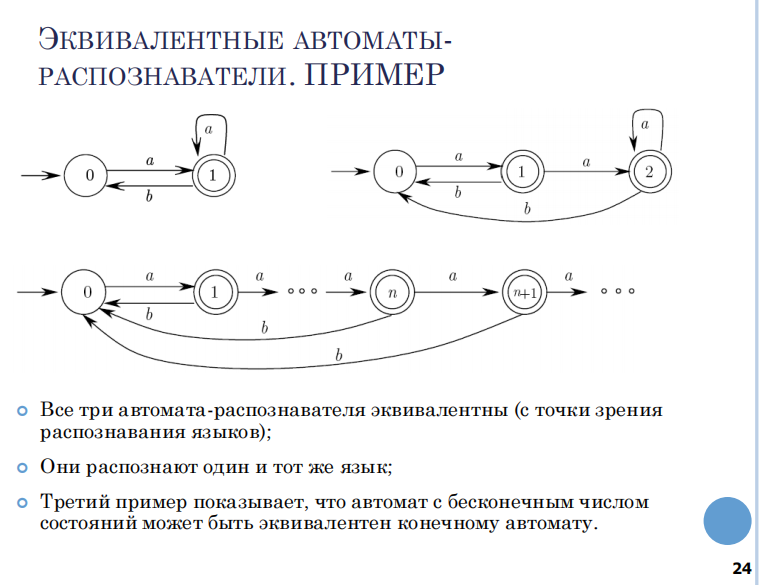 ЭКВИВАЛЕНТНЫЕ АВТОМАТЫ-
РАСПОЗНАВАТЕЛИ. ПРИМЕР
a
0
a
1
b
a
0
a
1
a
2
b
b
0
a
1
a
a
n
a
n+1
a
b
b
b
Все три автомата-распознавателя эквивалентны (с точки зрения
распознавания языков);
Они распознают один и тот же язык;
Третий пример показывает, что автомат с бесконечным числом
состояний может быть эквивалентен конечному автомату.
24